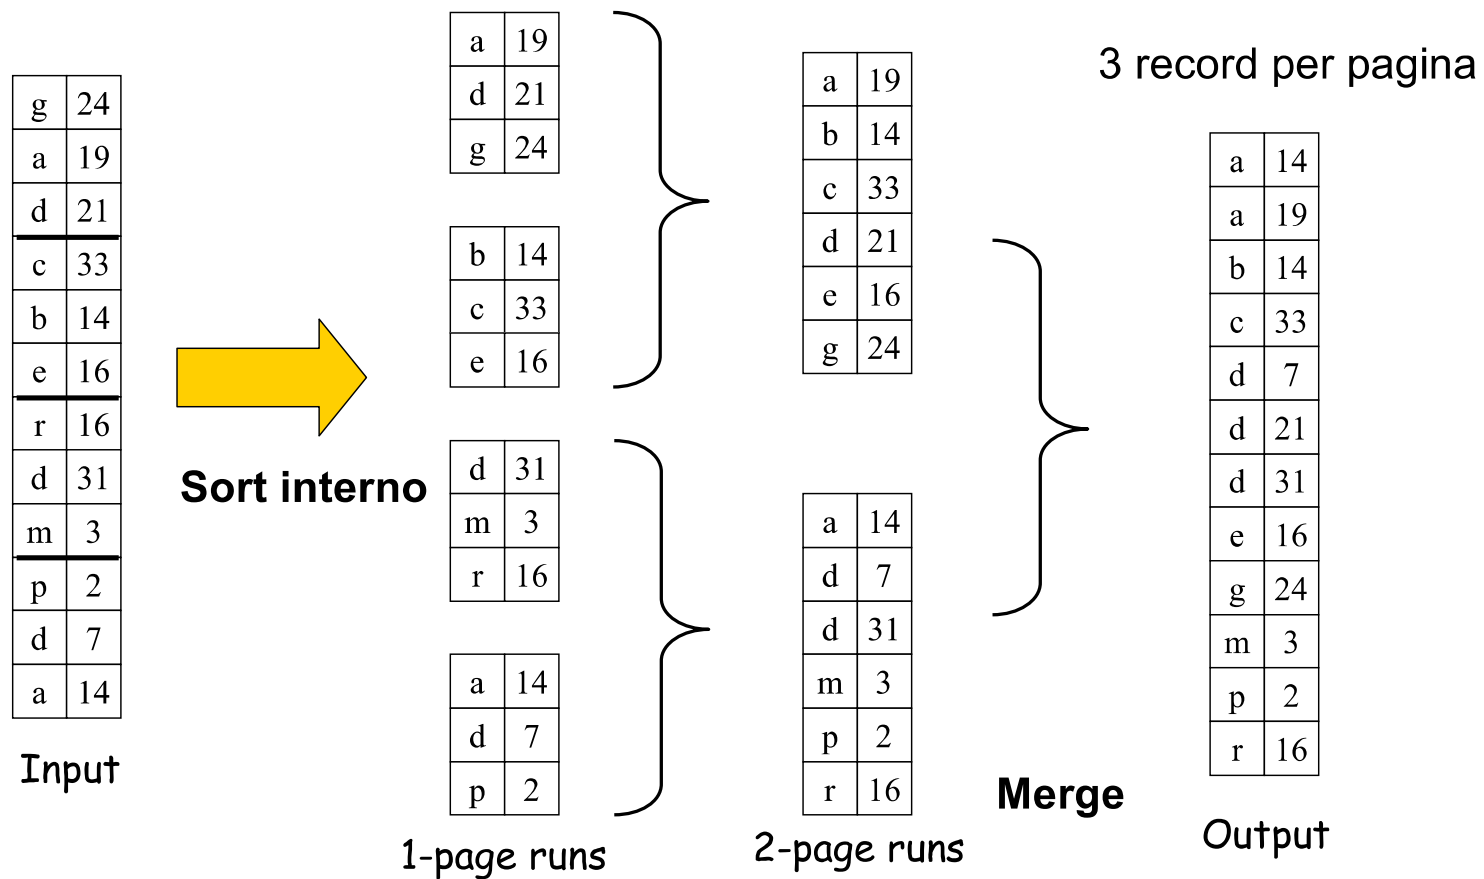 3 record per pagina
g 24
a 19
d 21
c 33
b 14
e 16
r 16
d 31
m 3
p 2
d 7
a 14
Input
Sort interno
a 19
d 21
g 24
b 14
c 33
e 16
d 31
m 3
r 16
a 14
d 7
p 2
1-page runs
a 19
b 14
c 33
d 21
e 16
g 24
a 14
d 7
d 31
m 3
p 2
r 16
2-page runs
Merge
a 14
a 19
b 14
c 33
d 7
d 21
d 31
e 16
g 24
m 3
p 2
r 16
Output